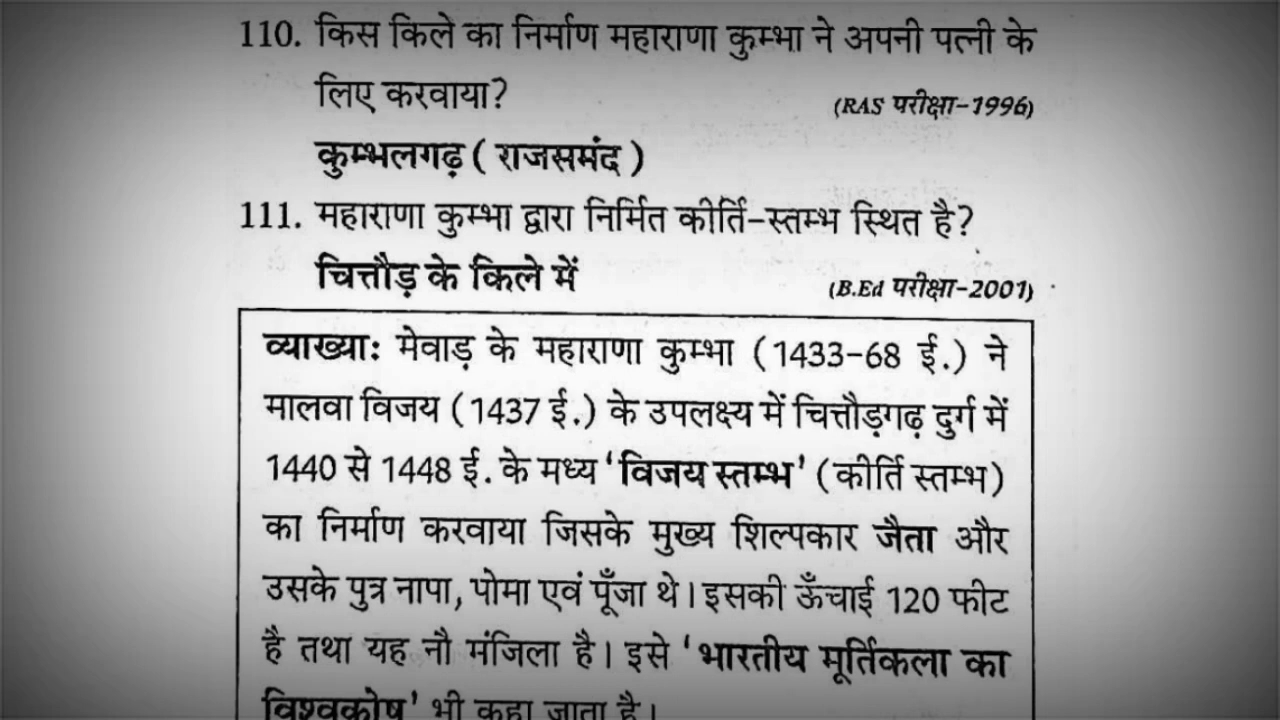 110. किस किले का निर्माण महाराणा कुम्भा ने अपनी पत्नी के
लिए करवाया? (RAS परीक्षा-1996)
कुम्भलगढ़ ( राजसमंद )
111. महाराणा कुम्भा द्वारा निर्मित कीर्ति-स्तम्भ स्थित है?
चित्तौड़ के किले में (B.Ed परीक्षा-2001)
व्याख्या: मेवाड़ के महाराणा कुम्भा (1433-68 ई.) ने
मालवा विजय (1437 ई.) के उपलक्ष्य में चित्तौड़गढ़ दुर्ग में
1440 से 1448 ई. के मध्य 'विजय स्तम्भ' (कीर्ति स्तम्भ)
का निर्माण करवाया जिसके मुख्य शिल्पकार जैता और
उसके पुत्र नापा, पोमा एवं पूँजा थे। इसकी ऊँचाई 120 फीट
है तथा यह नौ मंजिला है। इसे 'भारतीय मूर्तिकला का
विश्वकोष' भी कहा जाता है।